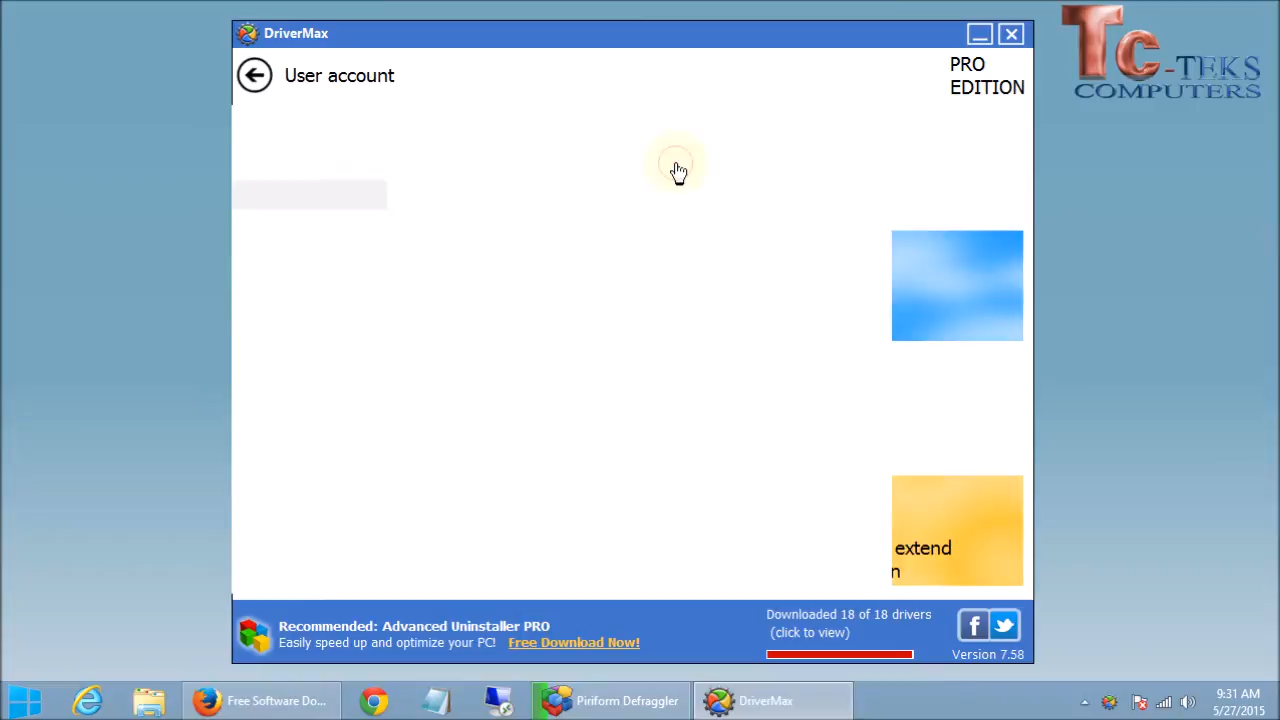 DriverMax
User account
PRO
EDITION
TC-TEKS
COMPUTERS
extend
n
Recommended: Advanced Uninstaller PRO
Easily speed up and optimize your PC! Free Download Now!
Downloaded 18 of 18 drivers
(click to view)
Version 7.58
Free Software Do...
Piriform Defraggler
DriverMax
9:31 AM
5/27/2015